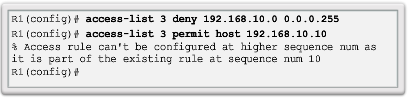 R1(config)# access-list 3 deny 192.168.10.0 0.0.0.255
R1(config)# access-list 3 permit host 192.168.10.10
% Access rule can't be configured at higher sequence num as
it is part of the existing rule at sequence num 10
R1(config)#